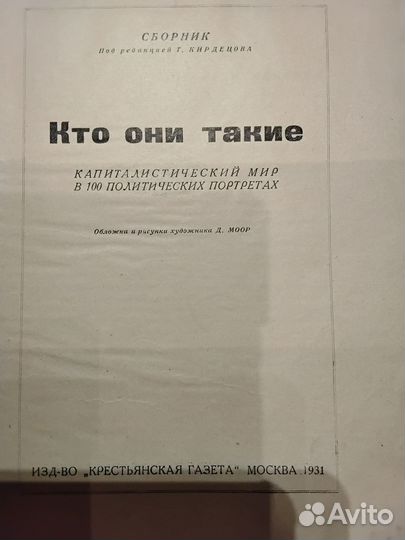 СБОРНИК
Под редакцией Г. КИРДЕЦОВА
Кто они такие
КАПИТАЛИСТИЧЕСКИЙ МИР
В 100 ПОЛИТИЧЕСКИХ ПОРТРЕТАХ
Обложка и рисунки художника Д. МООР
ИЗД-ВО „КРЕСТЬЯНСКАЯ ГАЗЕТА" МОСКВА 1931
Avito